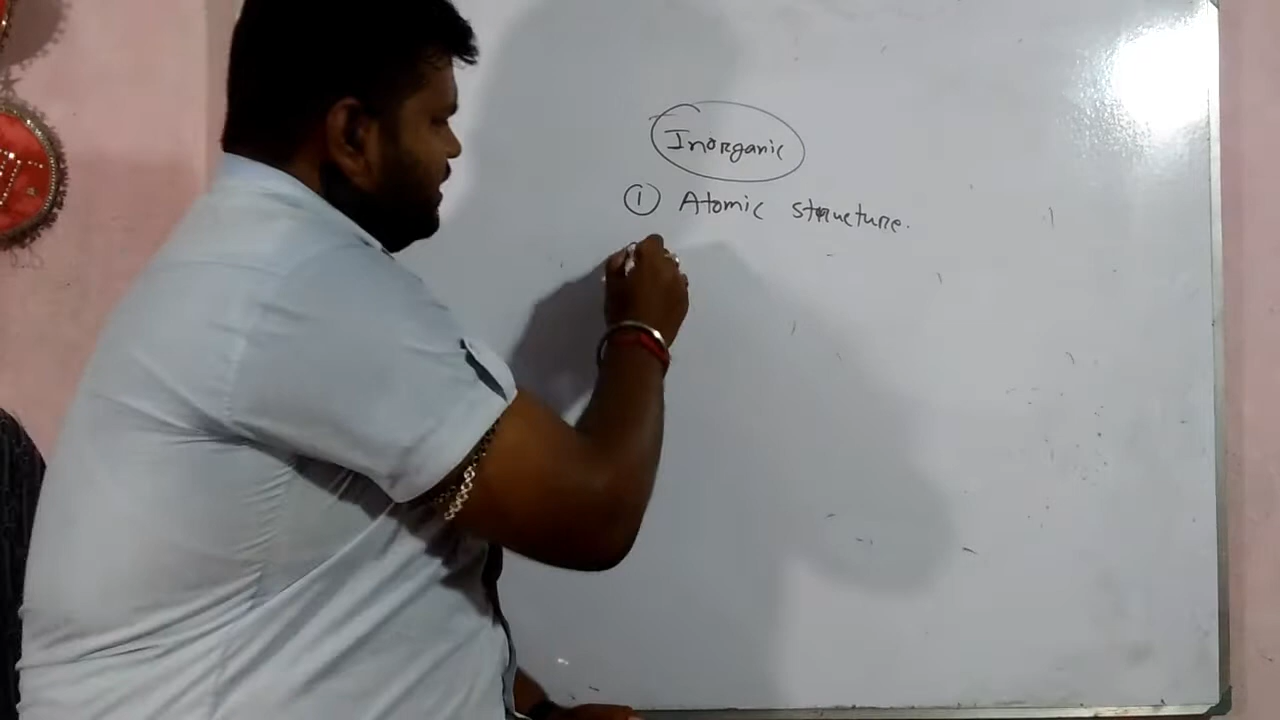 Inorganic
① Atomic structure.